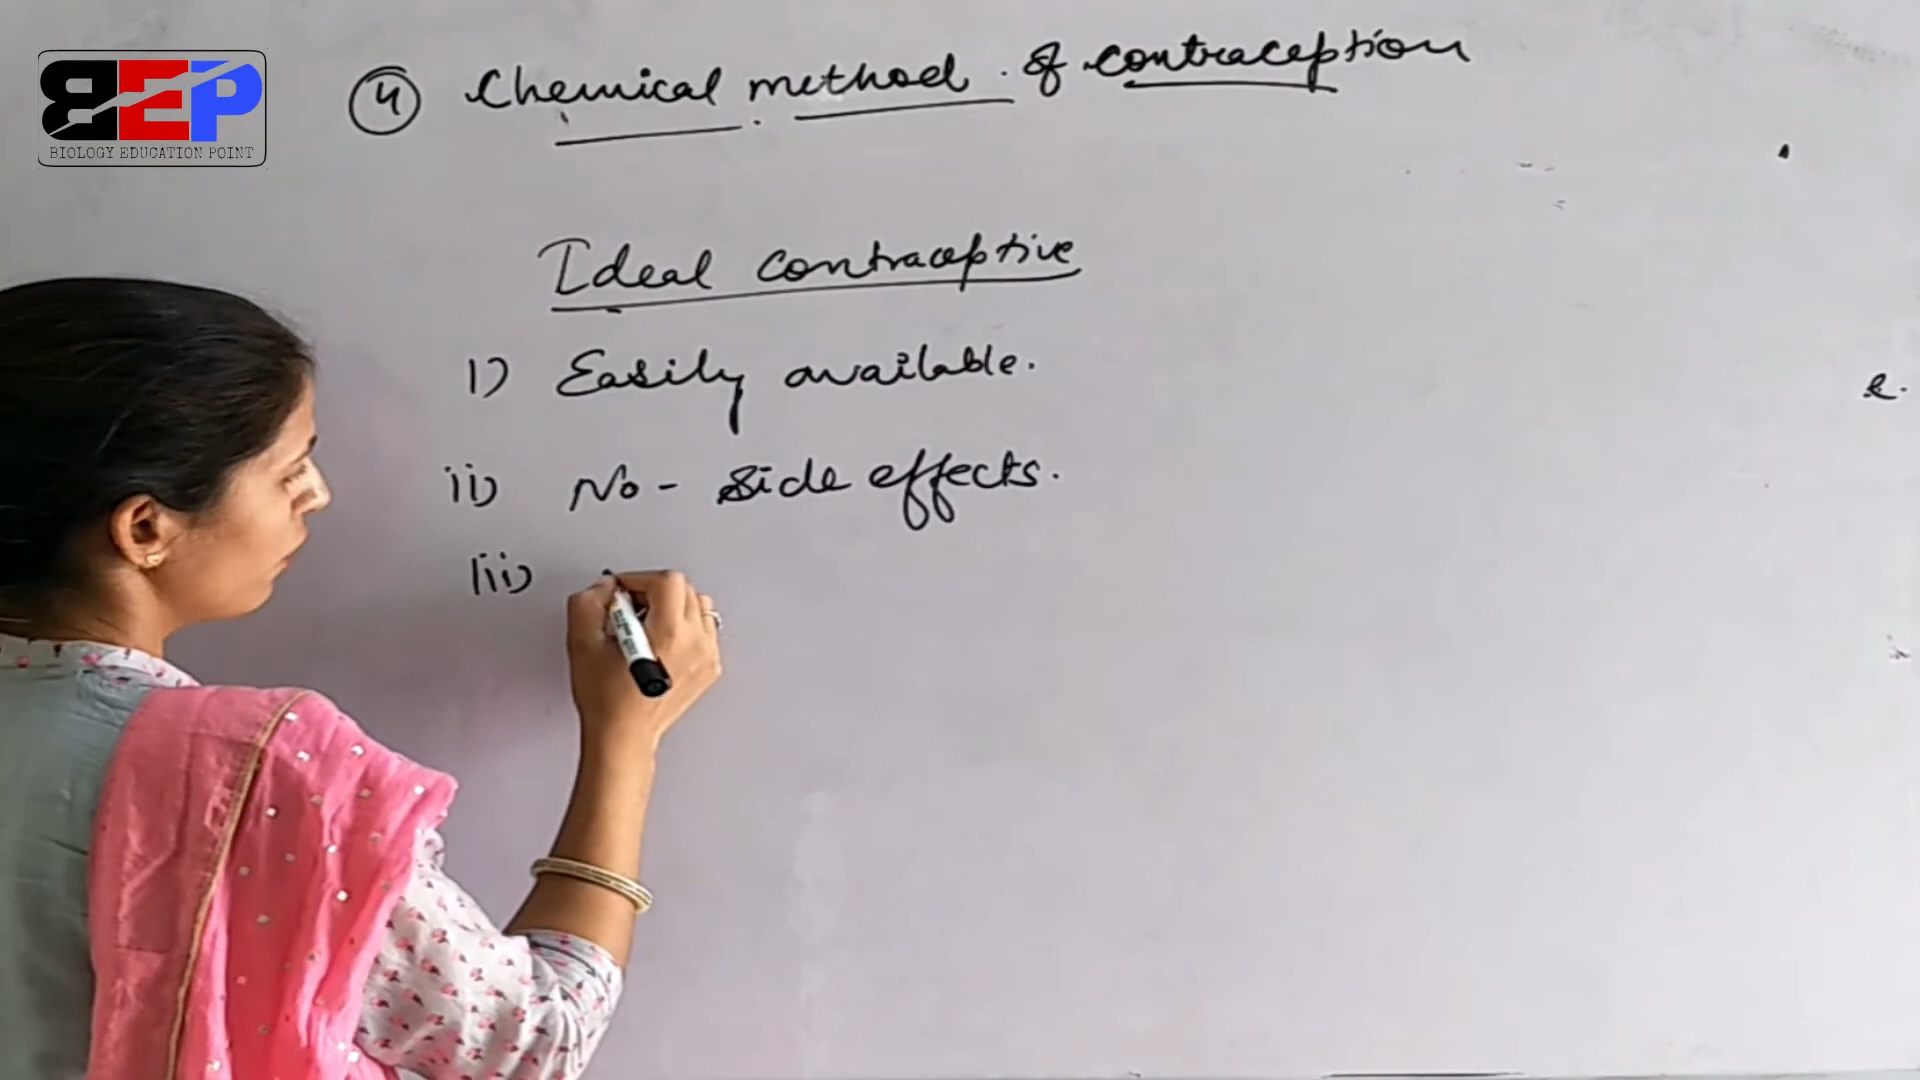 BEP
BIOLOGY EDUCATION POINT
4 Chemical method of contraception
Ideal contraceptive
i) Easily available.
ii) No - side effects.
iii)
e.